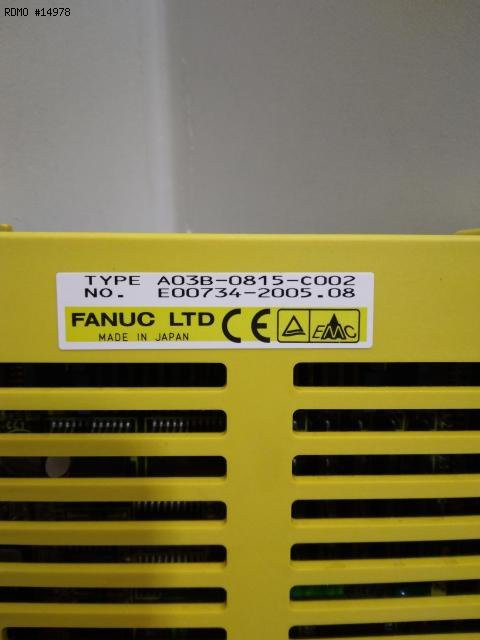 RDMO #14978
TYPE A03B-0815-C002
NO. E00734-2005.08
FANUC LTD CE EMC
MADE IN JAPAN